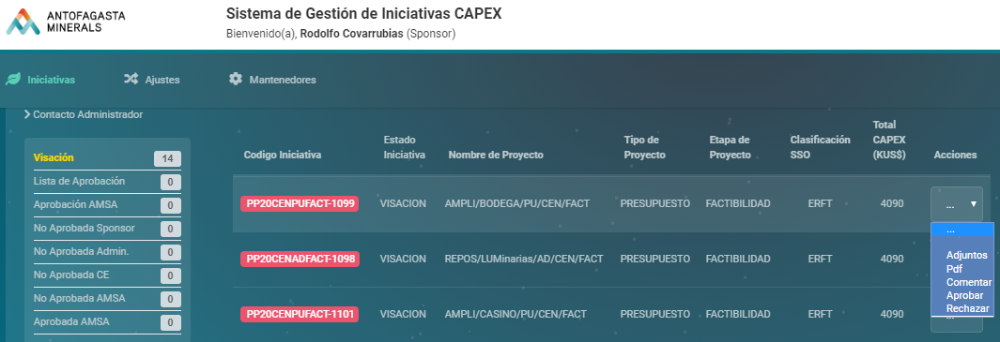 ANTOFAGASTA
MINERALS
Sistema de Gestión de Iniciativas CAPEX
Bienvenido(a), Rodolfo Covarrubias (Sponsor)
Iniciativas
Ajustes
Mantenedores
Contacto Administrador
Visación 14
Lista de Aprobación 0
Aprobación AMSA 0
No Aprobada Sponsor 0
No Aprobada Admin. 0
No Aprobada CE 0
No Aprobada AMSA 0
Aprobada AMSA 0
Codigo Iniciativa
Estado
Iniciativa
Nombre de Proyecto
Tipo de
Proyecto
Etapa de
Proyecto
Clasificación
SSO
Total
CAPEX
(KUS$)
Acciones
PP20CENPUFACT-1099 VISACION AMPLI/BODEGA/PU/CEN/FACT PRESUPUESTO FACTIBILIDAD ERFT 4090 ...
PP20CENADFACT-1098 VISACION REPOS/LUMinarias/AD/CEN/FACT PRESUPUESTO FACTIBILIDAD ERFT 4090
PP20CENPUFACT-1101 VISACION AMPLI/CASINO/PU/CEN/FACT PRESUPUESTO FACTIBILIDAD ERFT 4090 ...
...
Adjuntos
Pdf
Comentar
Aprobar
Rechazar